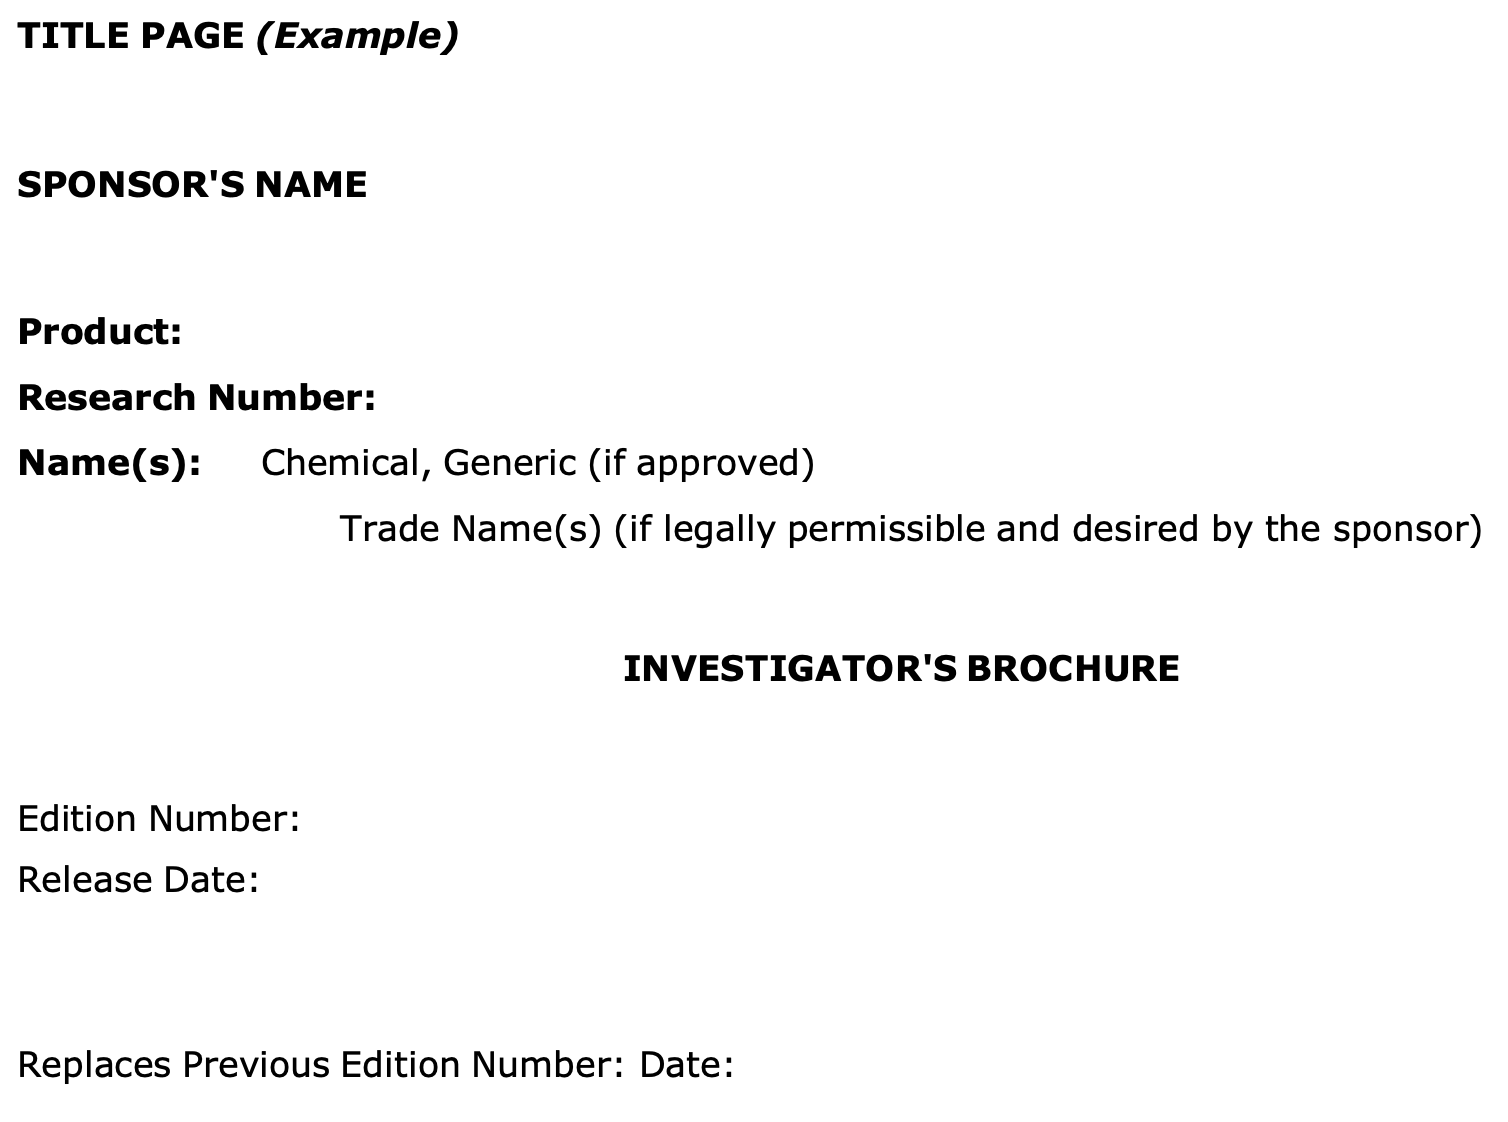 TITLE PAGE (Example)
SPONSOR'S NAME
Product:
Research Number:
Name(s): Chemical, Generic (if approved)
Trade Name(s) (if legally permissible and desired by the sponsor)
INVESTIGATOR'S BROCHURE
Edition Number:
Release Date:
Replaces Previous Edition Number: Date: